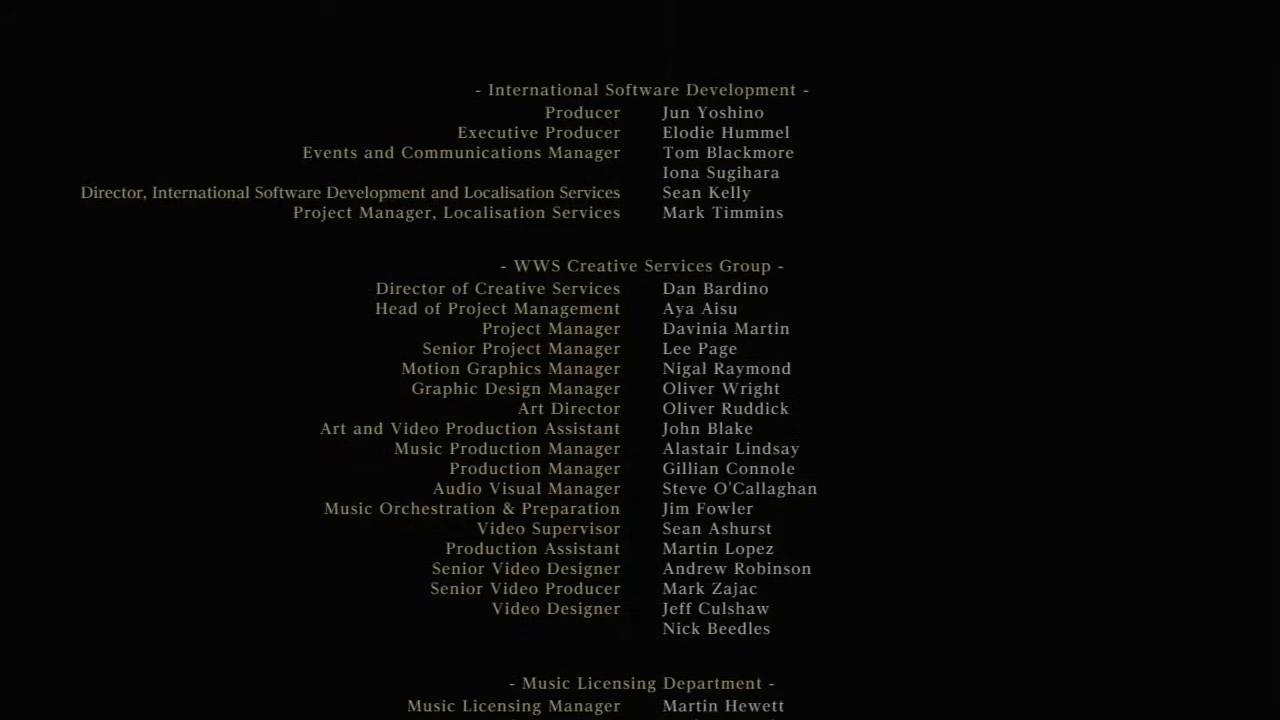 - International Software Development -
Producer Jun Yoshino
Executive Producer Elodie Hummel
Events and Communications Manager Tom Blackmore
Iona Sugihara
Director, International Software Development and Localisation Services Sean Kelly
Project Manager, Localisation Services Mark Timmins
- WWS Creative Services Group -
Director of Creative Services Dan Bardino
Head of Project Management Aya Aisu
Project Manager Davinia Martin
Senior Project Manager Lee Page
Motion Graphics Manager Nigal Raymond
Graphic Design Manager Oliver Wright
Art Director Oliver Ruddick
Art and Video Production Assistant John Blake
Music Production Manager Alastair Lindsay
Production Manager Gillian Connole
Audio Visual Manager Steve O'Callaghan
Music Orchestration & Preparation Jim Fowler
Video Supervisor Sean Ashurst
Production Assistant Martin Lopez
Senior Video Designer Andrew Robinson
Senior Video Producer Mark Zajac
Video Designer Jeff Culshaw
Nick Beedles
- Music Licensing Department -
Music Licensing Manager Martin Hewett